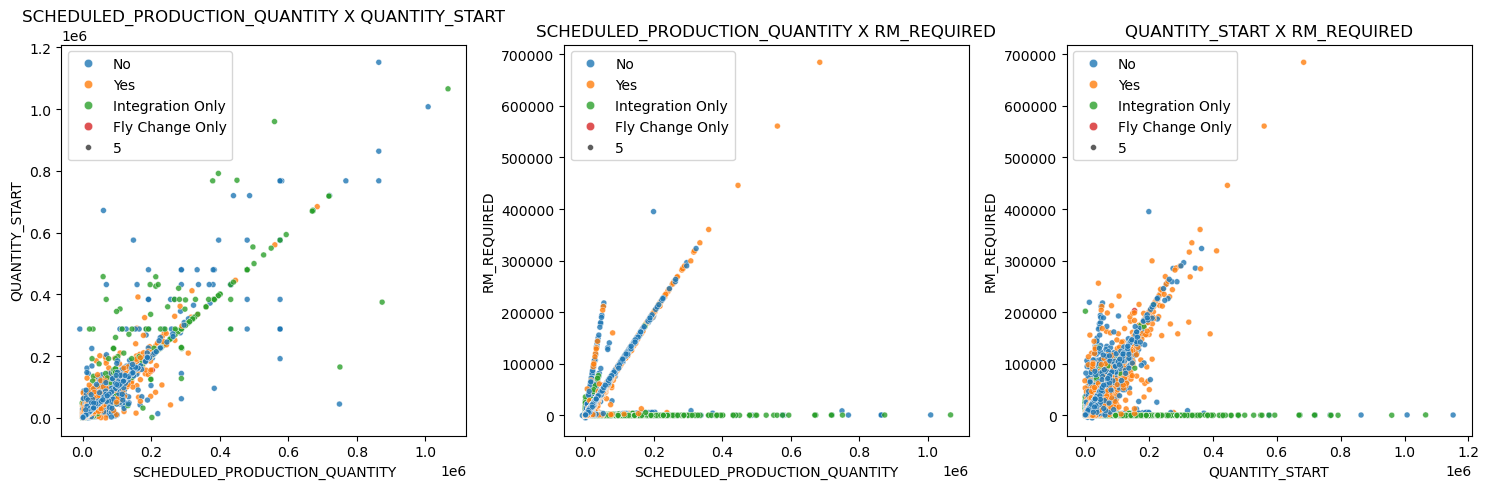 SCHEDULED_PRODUCTION_QUANTITY X QUANTITY_START
1e6
1.2
1.0
0.8
0.6
0.4
0.2
0.0
QUANTITY_START
No
Yes
Integration Only
Fly Change Only
5
0.0 0.2 0.4 0.6 0.8 1.0
1e6
SCHEDULED_PRODUCTION_QUANTITY
SCHEDULED_PRODUCTION_QUANTITY X RM_REQUIRED
700000
600000
500000
400000
300000
200000
100000
0
RM_REQUIRED
No
Yes
Integration Only
Fly Change Only
5
0.0 0.2 0.4 0.6 0.8 1.0
1e6
SCHEDULED_PRODUCTION_QUANTITY
QUANTITY_START X RM_REQUIRED
700000
600000
500000
400000
300000
200000
100000
0
RM_REQUIRED
No
Yes
Integration Only
Fly Change Only
5
0.0 0.2 0.4 0.6 0.8 1.0 1.2
1e6
QUANTITY_START